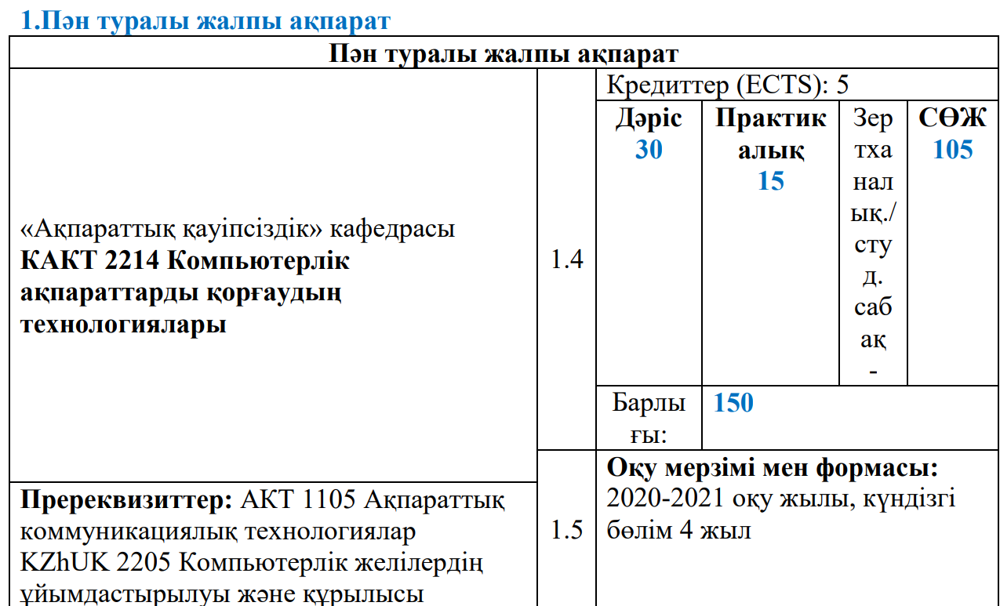 1.Пән туралы жалпы ақпарат
Пән туралы жалпы ақпарат
«Ақпараттық қауіпсіздік» кафедрасы
КАКТ 2214 Компьютерлік
ақпараттарды қорғаудың
технологиялары
1.4
Кредиттер (ECTS): 5
Дәріс
30
Практик
алық
15
Зер
тха
нал
ық./
сту
д.
саб
ақ
-
СӨЖ
105
Барлы
ғы:
150
Пререквизиттер: АКТ 1105 Ақпараттық
коммуникациялық технологиялар
KZhUK 2205 Компьютерлік желілердің
ұйымдастырылуы және құрылысы
1.5
Оқу мерзімі мен формасы:
2020-2021 оқу жылы, күндізгі
бөлім 4 жыл